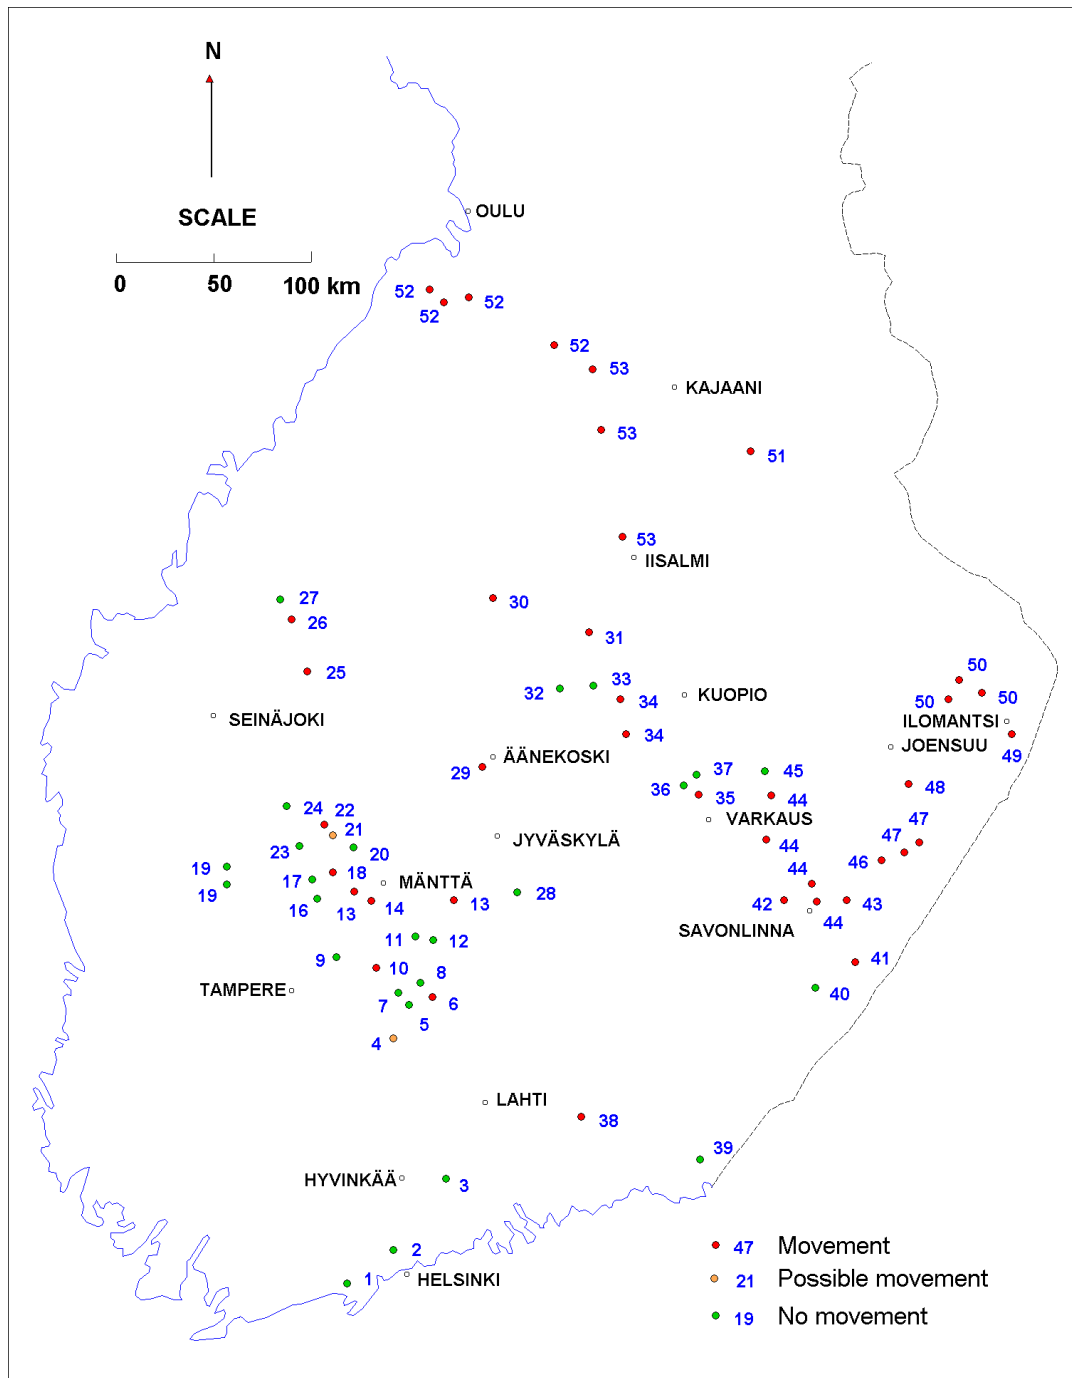 N
OULU
SCALE
0 50 100 km
52 52
52
52
53
KAJAANI
53
51
53
IISALMI
27
30
26
31
25
50
33
32
34
KUOPIO
50 50
SEINÄJOKI
ILOMANTSI
34
JOENSUU
ÄÄNEKOSKI
49
29
37
45
36
35
44
48
24
22
21
VARKAUS
47
JYVÄSKYLÄ
44
47
23
20
19
18
44
46
17
MÄNTTÄ
19
28
16
13
14
13
42
44
43
SAVONLINNA
11
12
9
10
41
8
TAMPERE
40
7
6
5
4
LAHTI
38
39
HYVINKÄÄ
3
2
47 Movement
1
HELSINKI
21 Possible movement
19 No movement